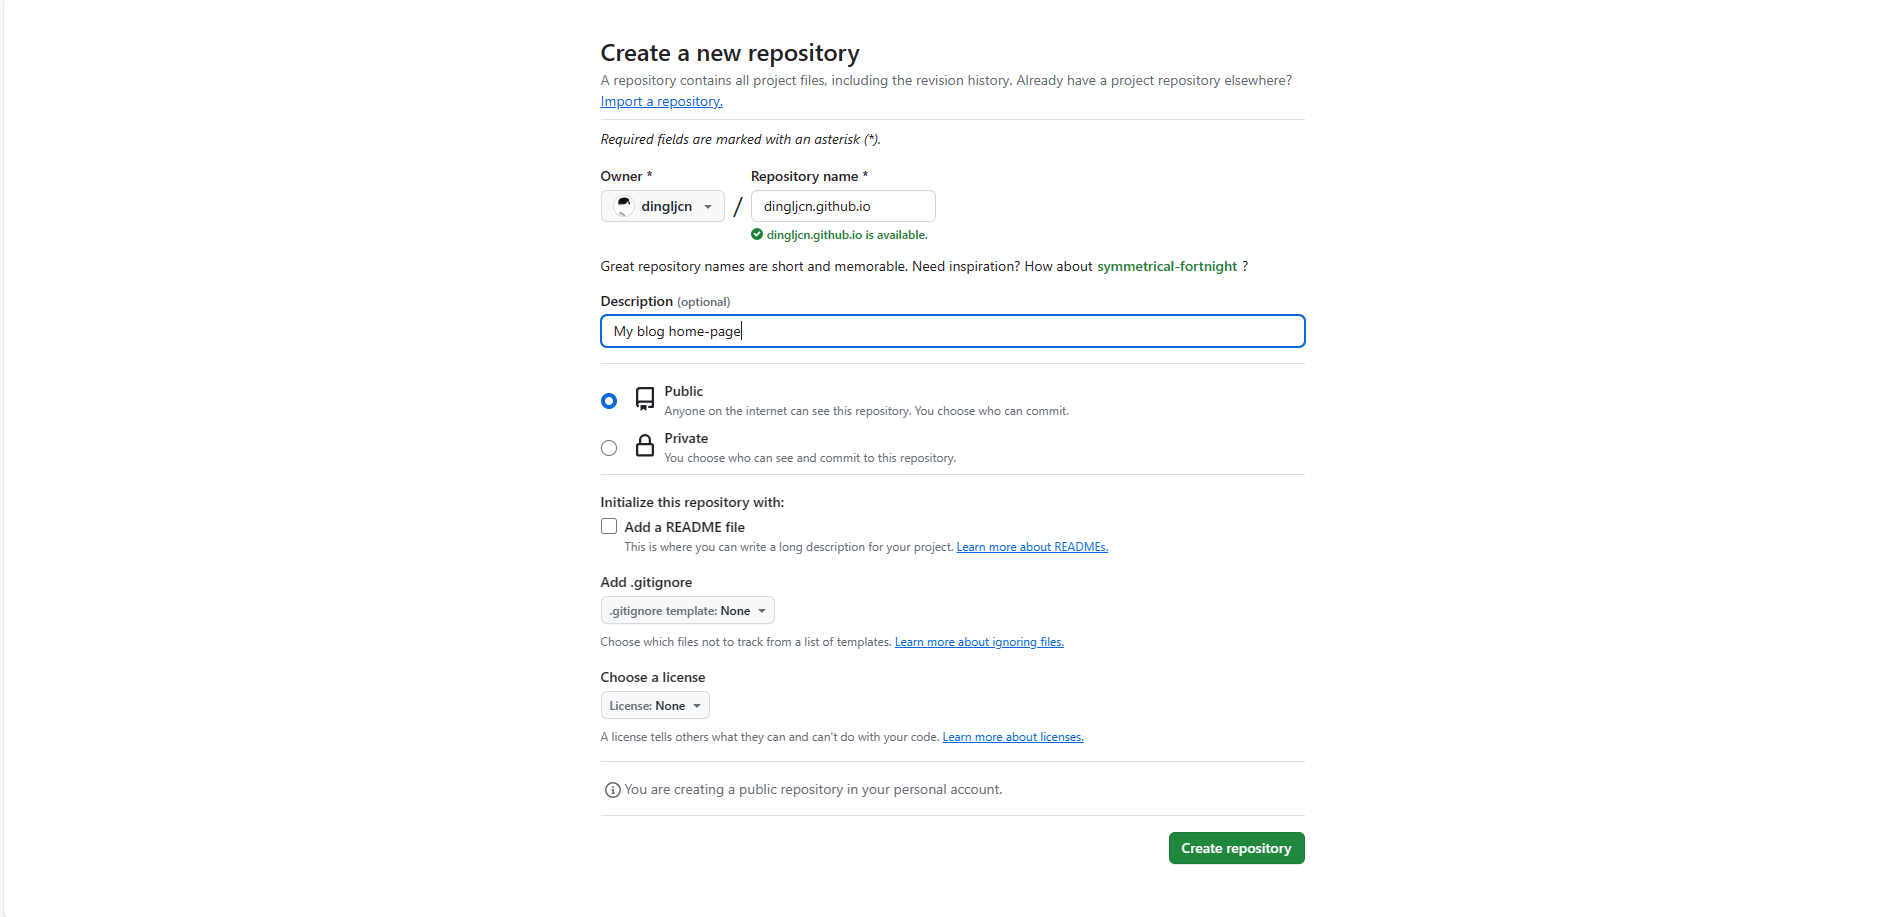 Create a new repository
A repository contains all project files, including the revision history. Already have a project repository elsewhere?
Import a repository.
Required fields are marked with an asterisk (*).
Owner *
Repository name *
dingljcn
/
dingljcn.github.io
dingljcn.github.io is available.
Great repository names are short and memorable. Need inspiration? How about symmetrical-fortnight ?
Description (optional)
My blog home-page
Public
Anyone on the internet can see this repository. You choose who can commit.
Private
You choose who can see and commit to this repository.
Initialize this repository with:
Add a README file
This is where you can write a long description for your project. Learn more about READMEs.
Add .gitignore
.gitignore template: None
Choose which files not to track from a list of templates. Learn more about ignoring files.
Choose a license
License: None
A license tells others what they can and can't do with your code. Learn more about licenses.
You are creating a public repository in your personal account.
Create repository